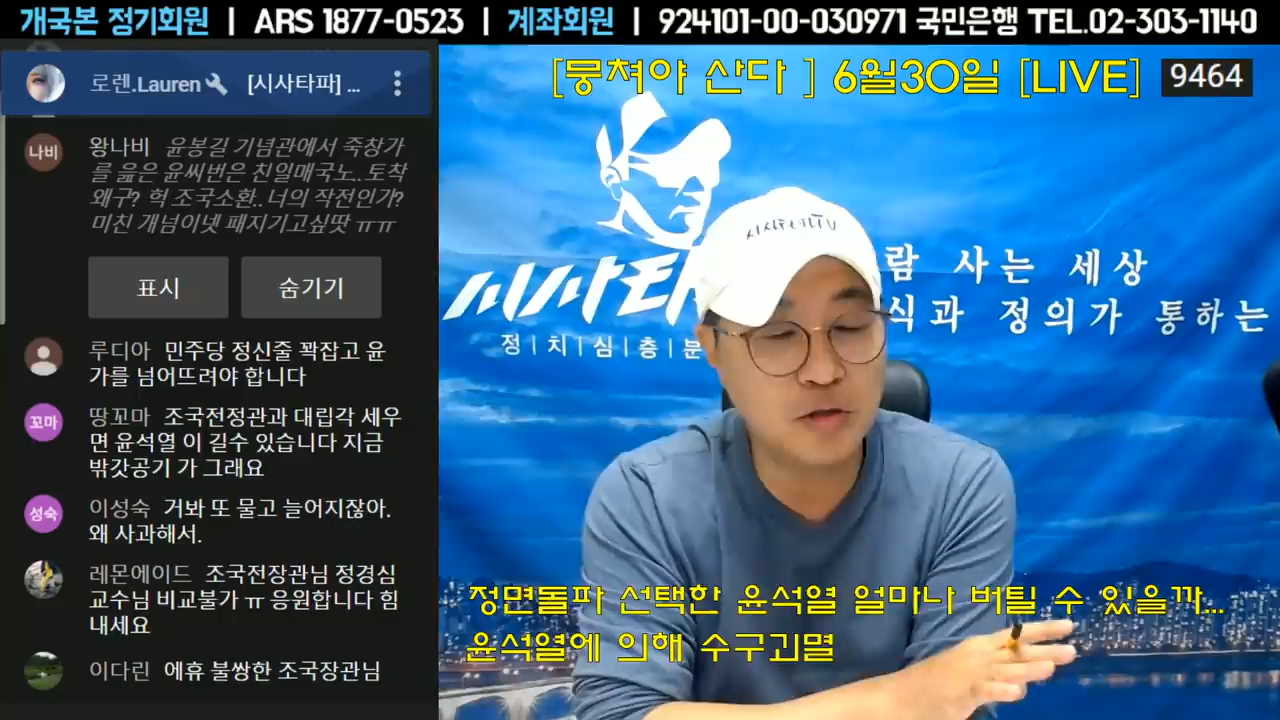 개국본 정기회원 | ARS 1877-0523 | 계좌회원 | 924101-00-030971 국민은행 TEL.02-303-1140
로렌.Lauren [시사타파] ...
나비
왕나비 윤봉길 기념관에서 죽창가
를 읊은 윤씨번은 친일매국노..토착
왜구? 헉 조국소환..너의 작전인가?
미친 개념이넷 패지기고싶땃 ㅠㅠ
표시 숨기기
루디아 민주당 정신줄 꽉잡고 윤
가를 넘어뜨려야 합니다
꼬마
땅꼬마 조국전정관과 대립각 세우
면 윤석열 이 길수 있습니다 지금
밖갓공기 가 그래요
성숙
이성숙 거봐 또 물고 늘어지잖아.
왜 사과해서.
레몬에이드 조국전장관님 정경심
교수님 비교불가 ㅠ 응원합니다 힘
내세요
이다린 에휴 불쌍한 조국장관님
[뭉쳐야 산다 ] 6월30일 [LIVE]
9464
시사타
정|치|심|층|분
시사타파TV
람 사는 세상
식과 정의가 통하는
정면돌파 선택한 윤석열 얼마나 버틸 수 있을까...
윤석열에 의해 수구괴멸